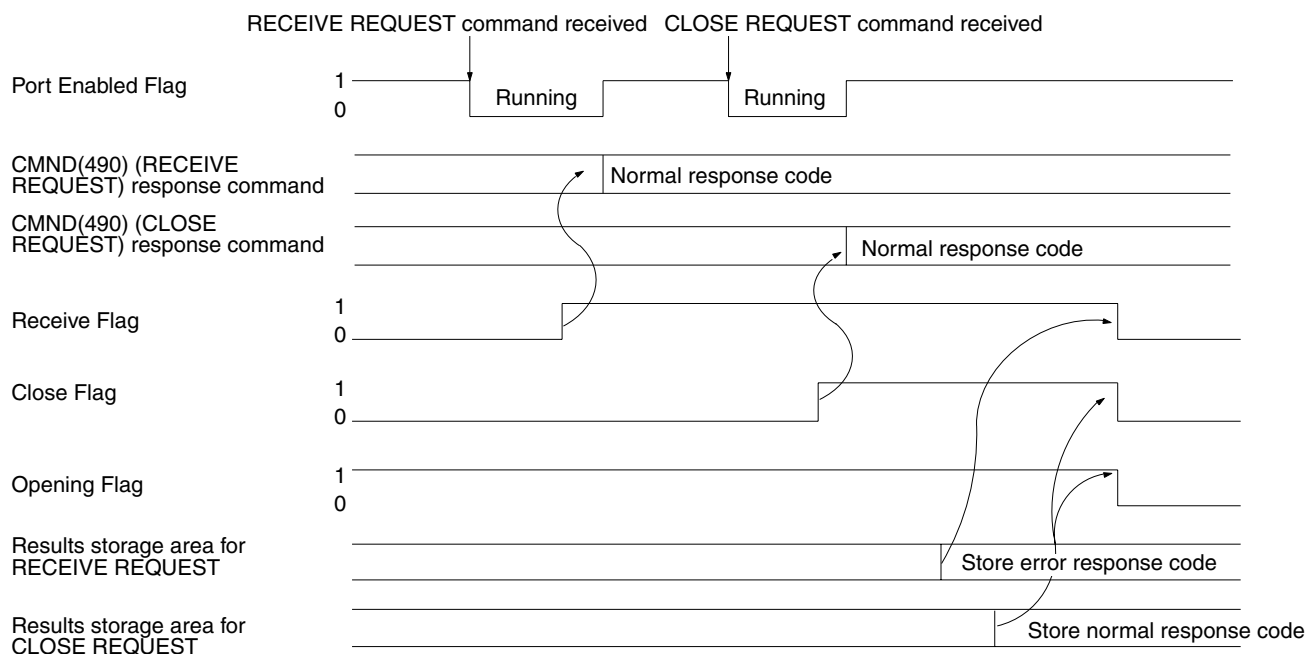 RECEIVE REQUEST command received CLOSE REQUEST command received
Port Enabled Flag
1
0
Running
Running
CMND(490) (RECEIVE
REQUEST) response command
Normal response code
CMND(490) (CLOSE
REQUEST) response command
Normal response code
Receive Flag
1
0
Close Flag
1
0
Opening Flag
1
0
Results storage area for
RECEIVE REQUEST
Store error response code
Results storage area for
CLOSE REQUEST
Store normal response code